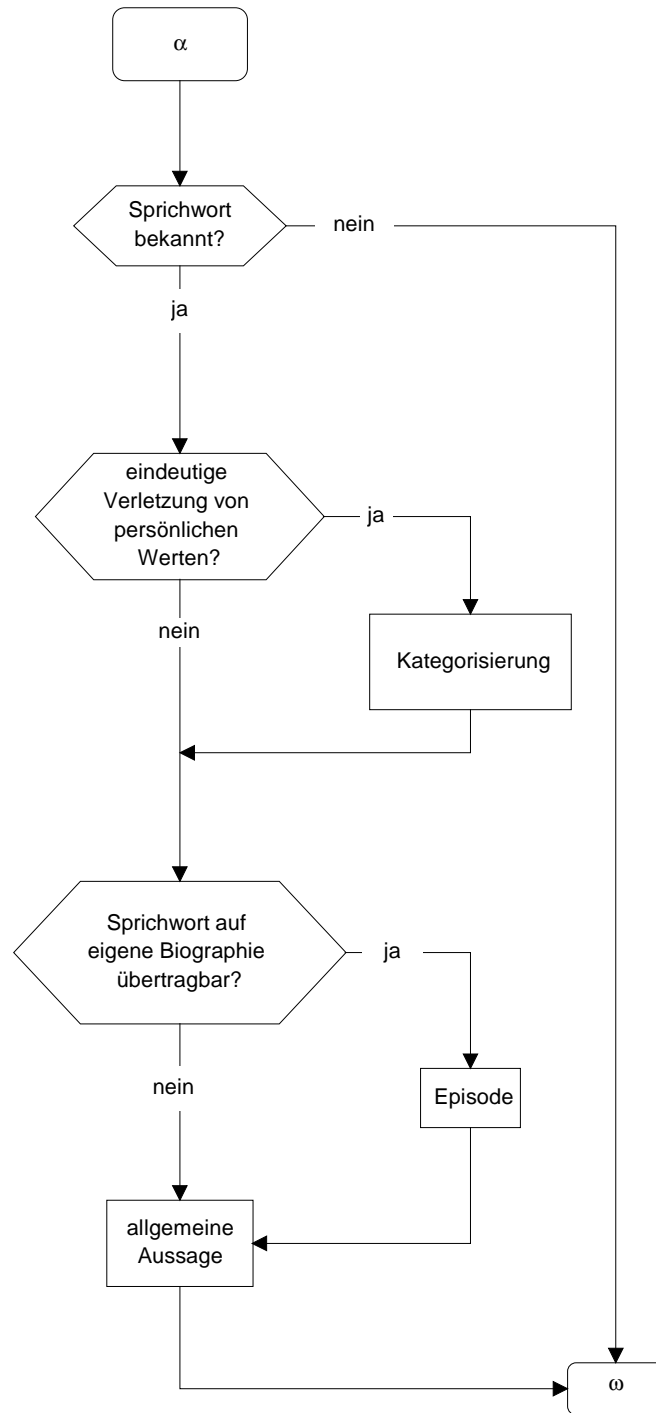 α
Sprichwort
bekannt?
nein
ja
eindeutige
Verletzung von
persönlichen
Werten?
ja
nein
Kategorisierung
Sprichwort auf
eigene Biographie
übertragbar?
ja
nein
Episode
allgemeine
Aussage
ω